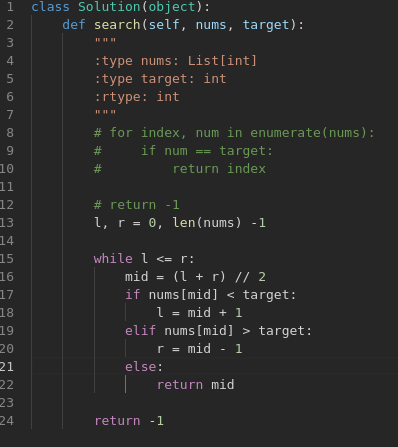 1 class Solution(object):
2     def search(self, nums, target):
3         """
4         :type nums: List[int]
5         :type target: int
6         :rtype: int
7         """
8         # for index, num in enumerate(nums):
9         #     if num == target:
10         #         return index
11
12         # return -1
13         l, r = 0, len(nums) -1
14
15         while l <= r:
16             mid = (l + r) // 2
17             if nums[mid] < target:
18                 l = mid + 1
19             elif nums[mid] > target:
20                 r = mid - 1
21             else:
22                 return mid
23
24         return -1